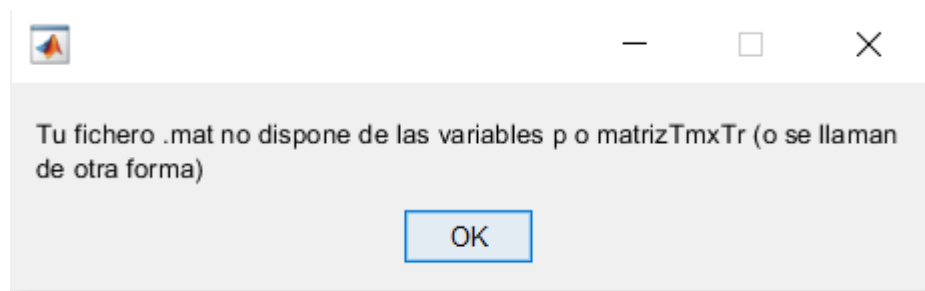 Tu fichero .mat no dispone de las variables p o matrizTmxTr (o se llaman
de otra forma)
OK